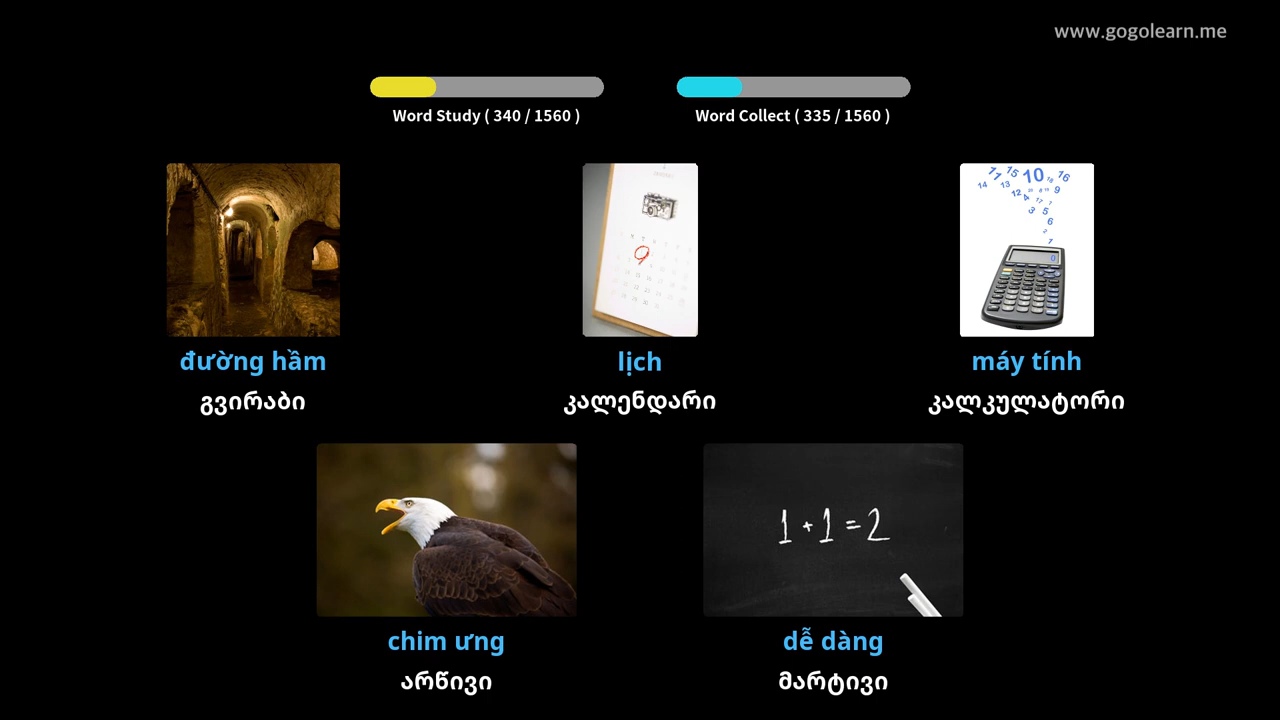 www.gogolearn.me
Word Study ( 340 / 1560 )
Word Collect ( 335 / 1560 )
đường hầm
გვირაბი
lịch
კალენდარი
máy tính
კალკულატორი
chim ưng
არწივი
1 + 1 = 2
dễ dàng
მარტივი